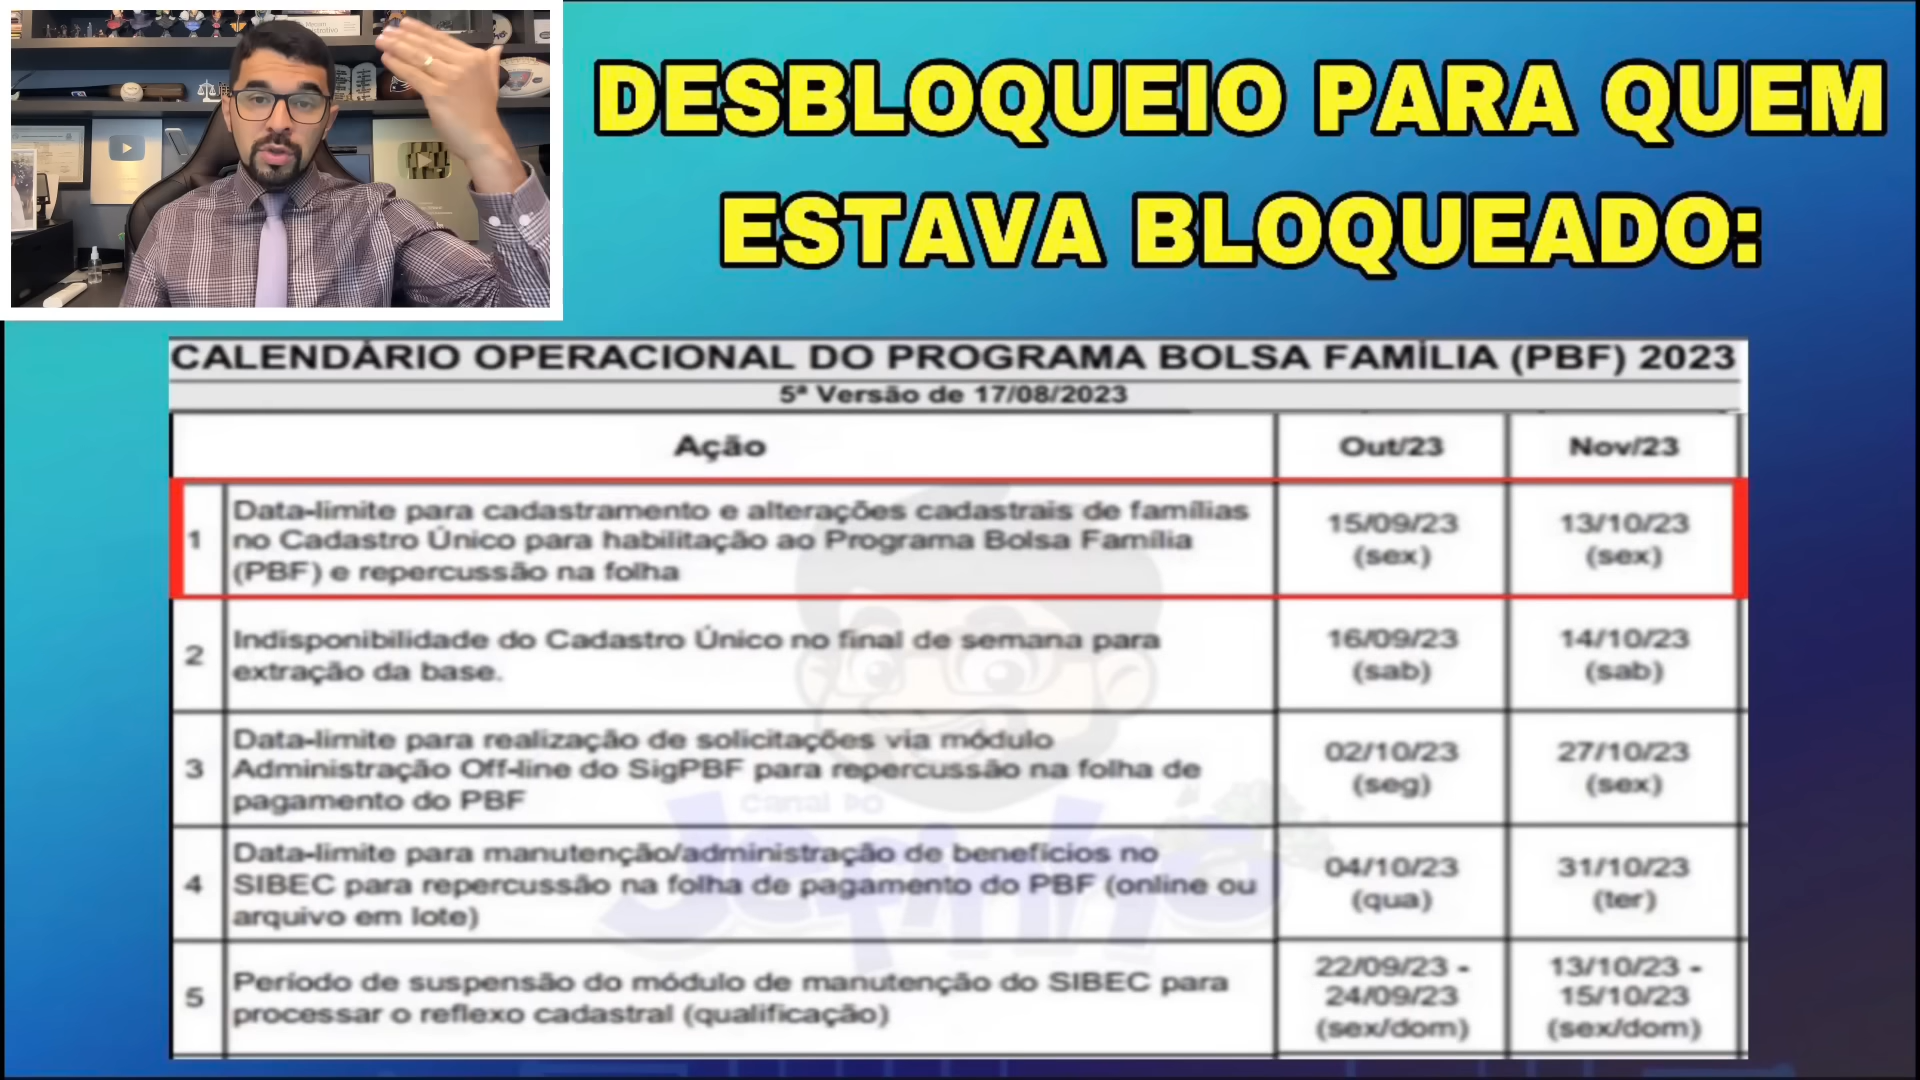 DESBLOQUEIO PARA QUEM
ESTAVA BLOQUEADO:
CALENDÁRIO OPERACIONAL DO PROGRAMA BOLSA FAMÍLIA (PBF) 2023
5ª Versão de 17/08/2023
Ação
Out/23
Nov/23
1
Data-limite para cadastramento e alterações cadastrais de famílias
no Cadastro Único para habilitação ao Programa Bolsa Família
(PBF) e repercussão na folha
15/09/23
(sex)
13/10/23
(sex)
2
Indisponibilidade do Cadastro Único no final de semana para
extração da base.
16/09/23
(sab)
14/10/23
(sab)
3
Data-limite para realização de solicitações via módulo
Administração Off-line do SigPBF para repercussão na folha de
pagamento do PBF
02/10/23
(seg)
27/10/23
(sex)
4
Data-limite para manutenção/administração de benefícios no
SIBEC para repercussão na folha de pagamento do PBF (online ou
arquivo em lote)
04/10/23
(qua)
31/10/23
(ter)
5
Período de suspensão do módulo de manutenção do SIBEC para
processar o reflexo cadastral (qualificação)
22/09/23 -
24/09/23
(sex/dom)
13/10/23 -
15/10/23
(sex/dom)
Canal do